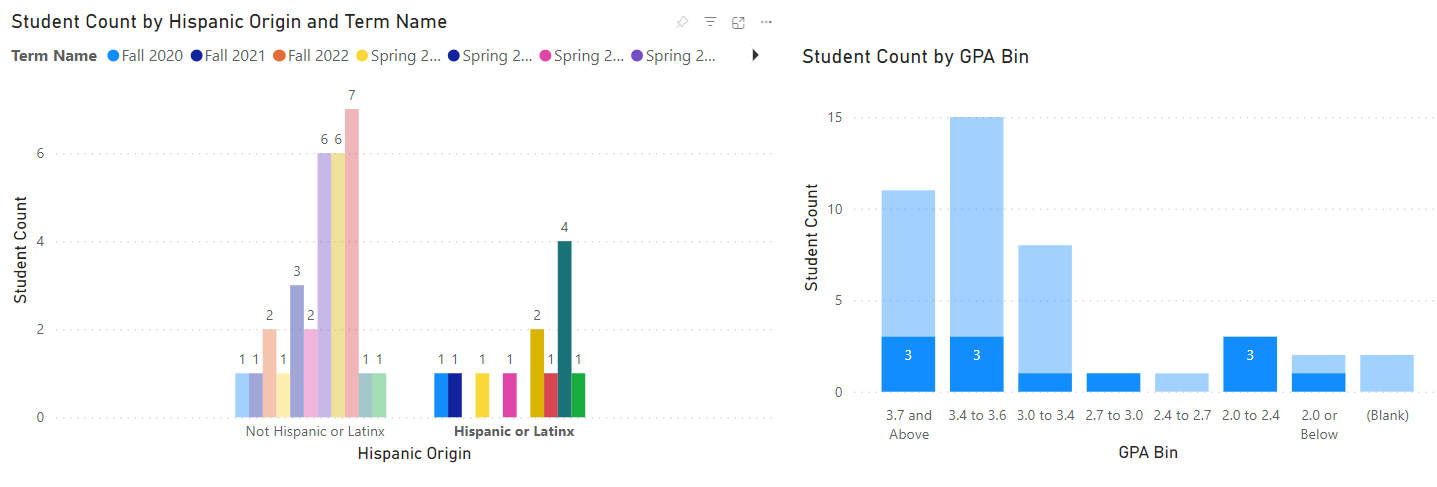 Student Count by Hispanic Origin and Term Name
Term Name Fall 2020 Fall 2021 Fall 2022 Spring 2... Spring 2... Spring 2... Spring 2...
Student Count
6
4
2
0
1 1 2 1 3 2 6 6 7 1 1
1 1 1 1 2 1 4 1
Not Hispanic or Latinx
Hispanic or Latinx
Hispanic Origin
Student Count by GPA Bin
Student Count
15
10
5
0
3 3 3
3.7 and
Above
3.4 to 3.6
3.0 to 3.4
2.7 to 3.0
2.4 to 2.7
2.0 to 2.4
2.0 or
Below
(Blank)
GPA Bin